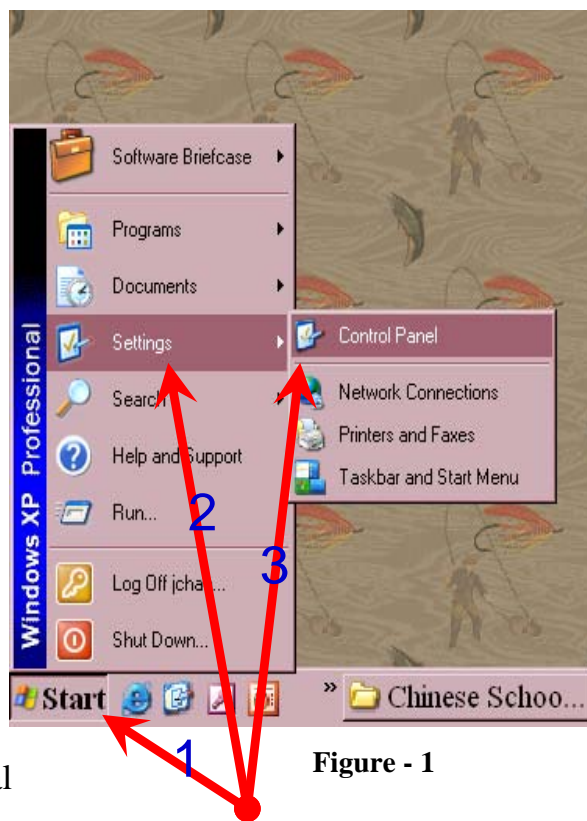 Software Briefcase
Programs
Documents
Settings
Control Panel
Search
Network Connections
Printers and Faxes
Help and Support
Taskbar and Start Menu
Run...
2
3
Log Off
Shut Down...
Windows XP Professional
Start
» Chinese Schoo...
1
Figure - 1